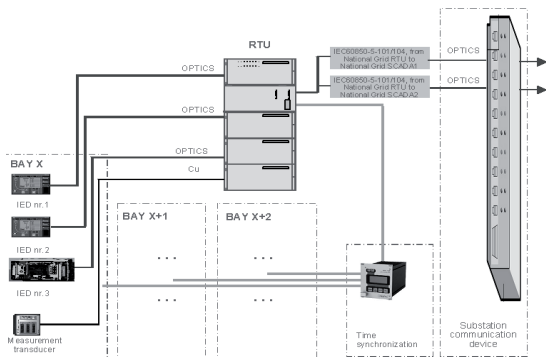 RTU
IEC60850-5-101/104, from
National Grid RTU to
National Grid SCADA1
OPTICS
OPTICS
IEC60850-5-101/104, from
National Grid RTU to
National Grid SCADA2
OPTICS
OPTICS
OPTICS
Cu
BAY X
IED nr.1
IED nr.2
IED nr.3
Measurement
transducer
BAY X+1
...
...
BAY X+2
...
...
Time
synchronization
Substation
communication
device